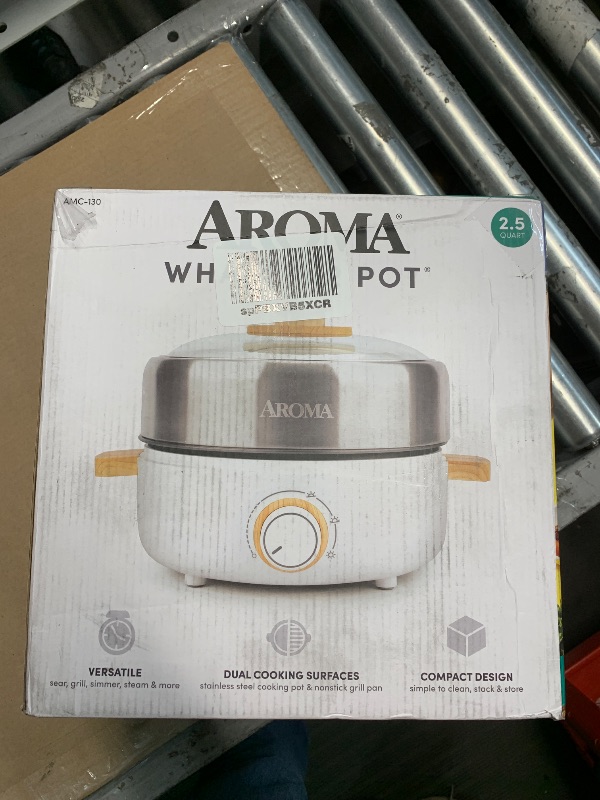 AMC-130
AROMA®
2.5
QUART
WH POT®
AROMA
VERSATILE
sear, grill, simmer, steam & more
DUAL COOKING SURFACES
stainless steel cooking pot & nonstick grill pan
COMPACT DESIGN
simple to clean, stack & store